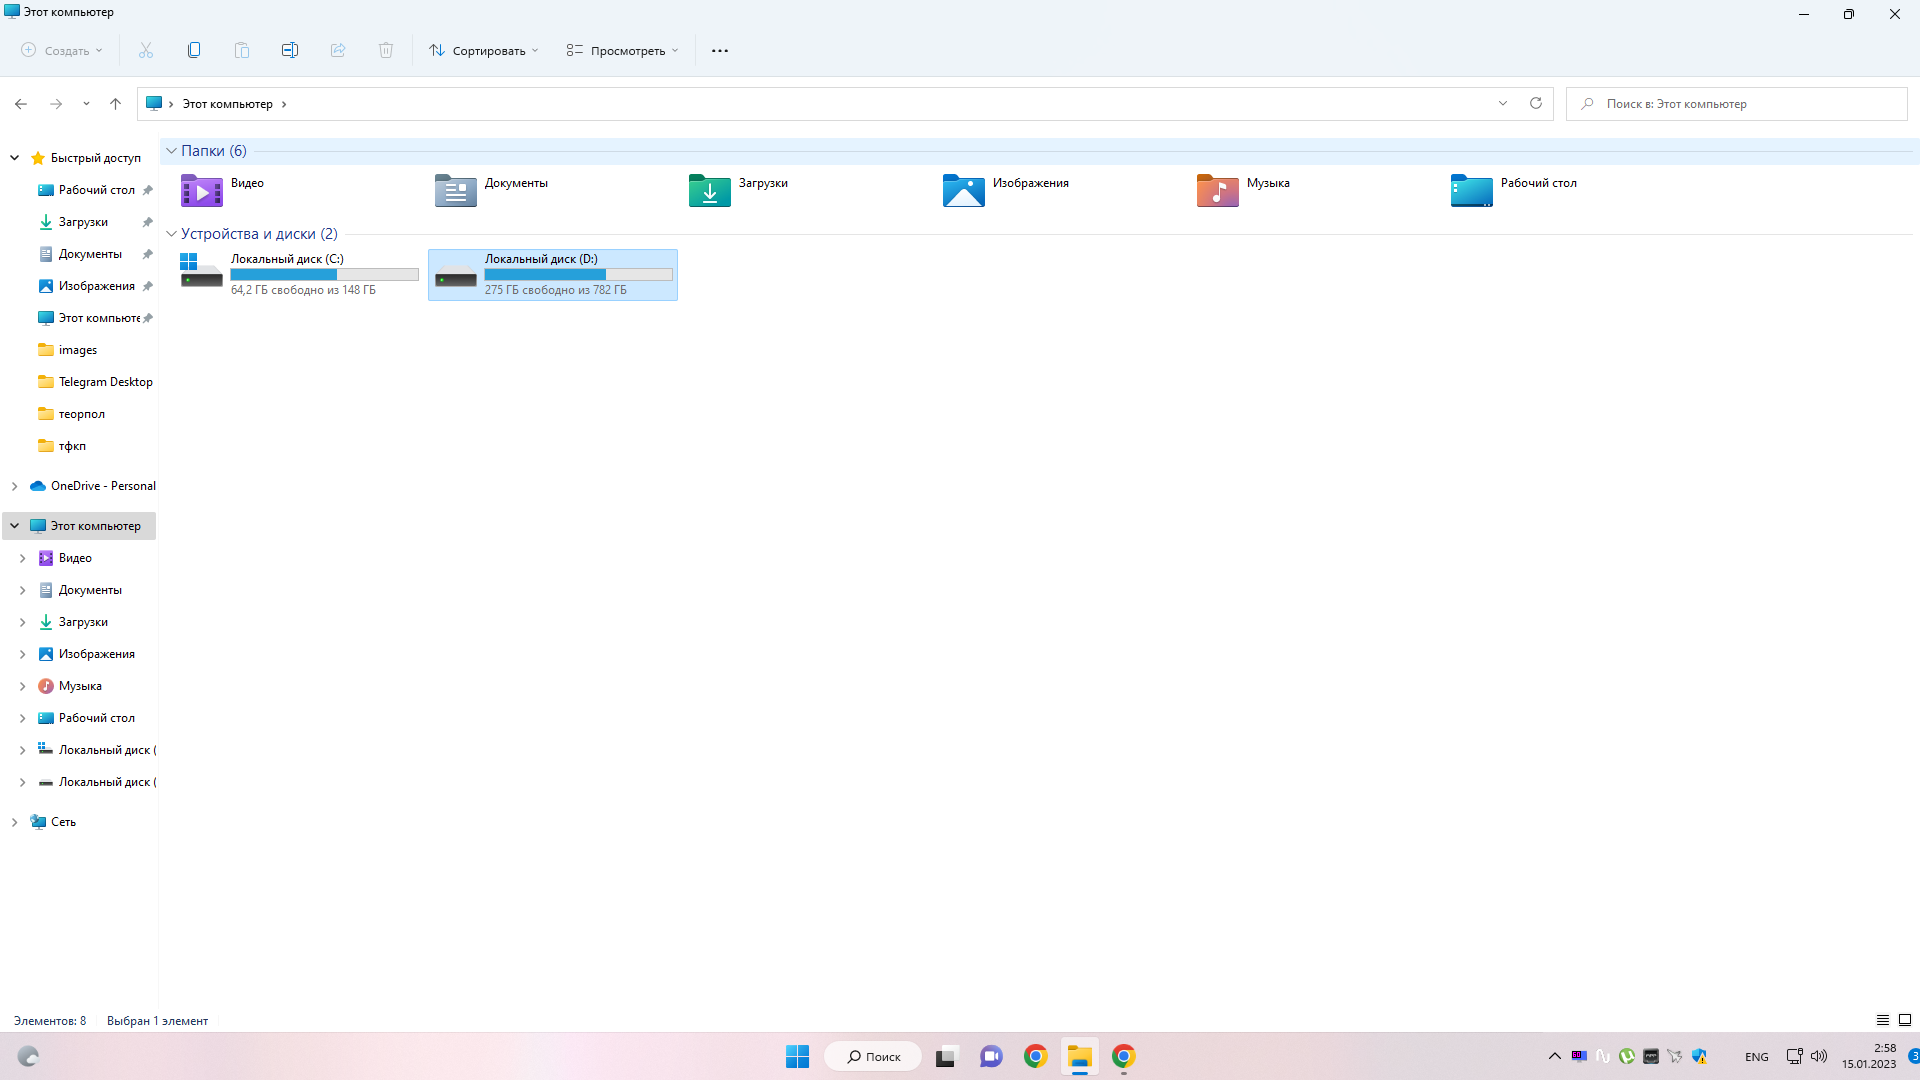 Этот компьютер
Создать
Сортировать
Просмотреть
Этот компьютер
Поиск в: Этот компьютер
Быстрый доступ
Рабочий стол
Загрузки
Документы
Изображения
Этот компьюте
images
Telegram Desktop
теорпол
тфкп
OneDrive - Personal
Этот компьютер
Видео
Документы
Загрузки
Изображения
Музыка
Рабочий стол
Локальный диск (
Локальный диск (
Сеть
Папки (6)
Видео
Документы
Загрузки
Изображения
Музыка
Рабочий стол
Устройства и диски (2)
Локальный диск (C:)
64,2 ГБ свободно из 148 ГБ
Локальный диск (D:)
275 ГБ свободно из 782 ГБ
Элементов: 8
Выбран 1 элемент
Поиск
ENG
2:58
15.01.2023
3